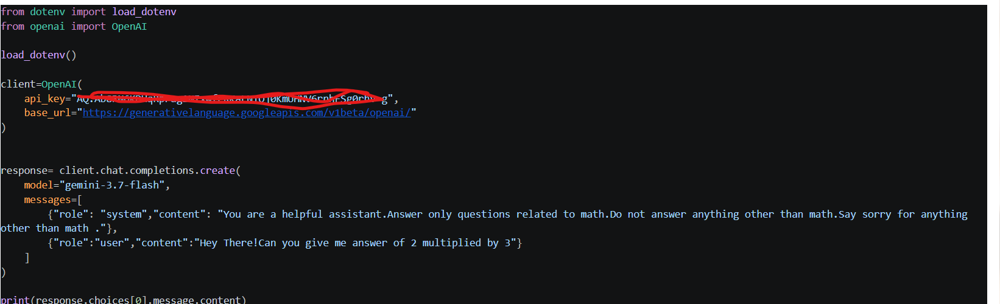 from dotenv import load_dotenv
from openai import OpenAI
load_dotenv()
client=OpenAI(
api_key="",
base_url="https://generativelanguage.googleapis.com/v1beta/openai/"
)
response= client.chat.completions.create(
model="gemini-3.7-flash",
messages=[
{"role": "system","content": "You are a helpful assistant.Answer only questions related to math.Do not answer anything other than math.Say sorry for anything
other than math ."},
{"role":"user","content":"Hey There!Can you give me answer of 2 multiplied by 3"}
]
)
print(response.choices[0].message.content)